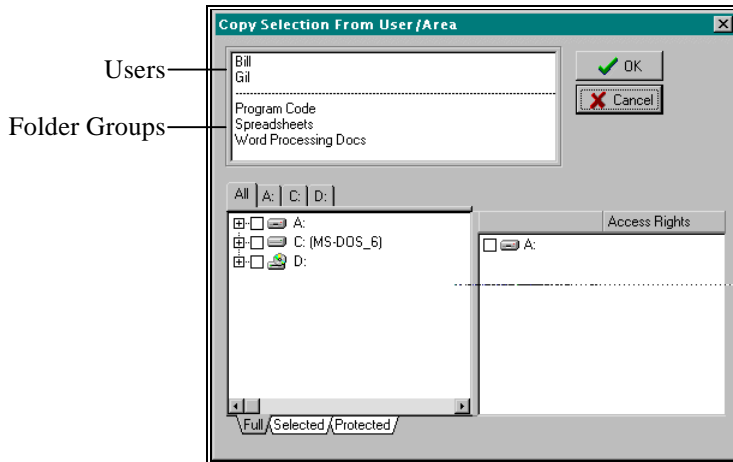 Copy Selection From User/Area
Users
Bill
Gil
Folder Groups
Program Code
Spreadsheets
Word Processing Docs
OK
Cancel
All A: C: D:
A:
C: (MS-DOS_6)
D:
Access Rights
A:
Full Selected Protected